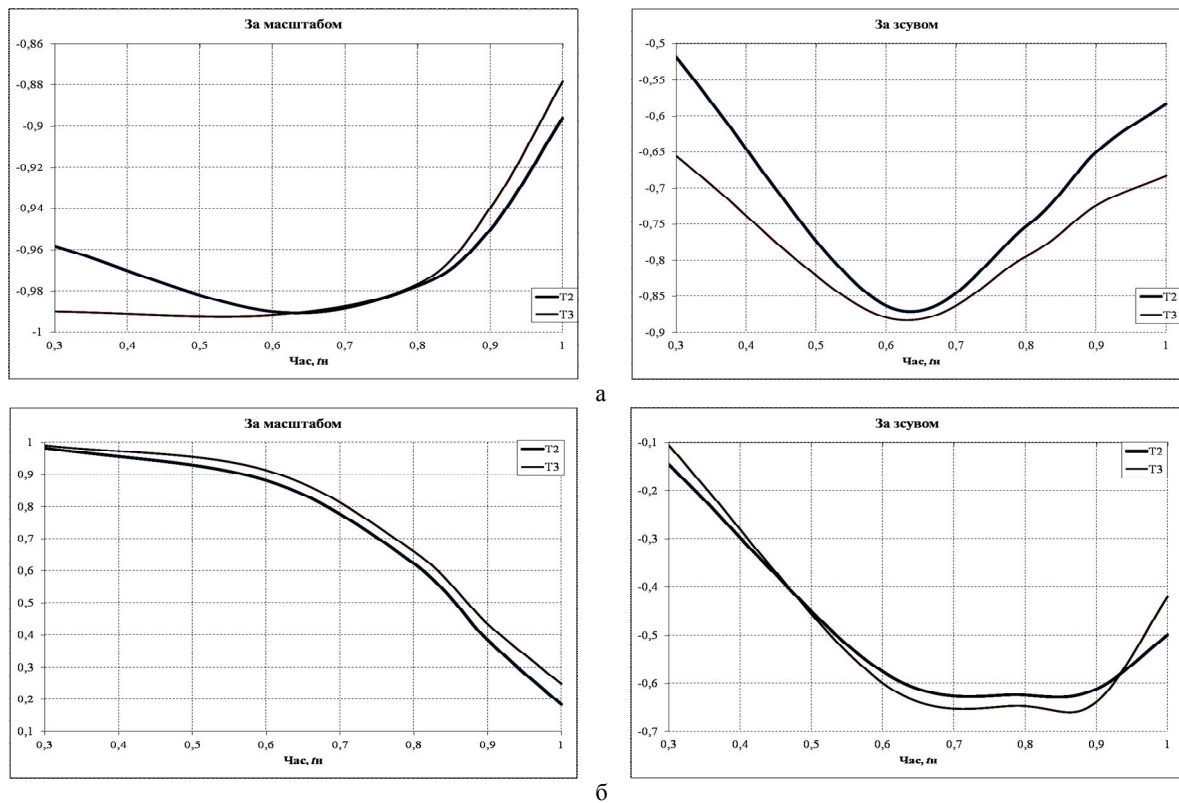 За масштабом
-0,86
-0,88
-0,9
-0,92
-0,94
-0,96
-0,98
-1
0,3 0,4 0,5 0,6 0,7 0,8 0,9 1
Час, tн
T2
T3
За зсувом
-0,5
-0,55
-0,6
-0,65
-0,7
-0,75
-0,8
-0,85
-0,9
0,3 0,4 0,5 0,6 0,7 0,8 0,9 1
Час, tн
T2
T3
а
За масштабом
1
0,9
0,8
0,7
0,6
0,5
0,4
0,3
0,2
0,1
0,3 0,4 0,5 0,6 0,7 0,8 0,9 1
Час, tн
T2
T3
За зсувом
-0,1
-0,2
-0,3
-0,4
-0,5
-0,6
-0,7
0,3 0,4 0,5 0,6 0,7 0,8 0,9 1
Час, tн
T2
T3
б